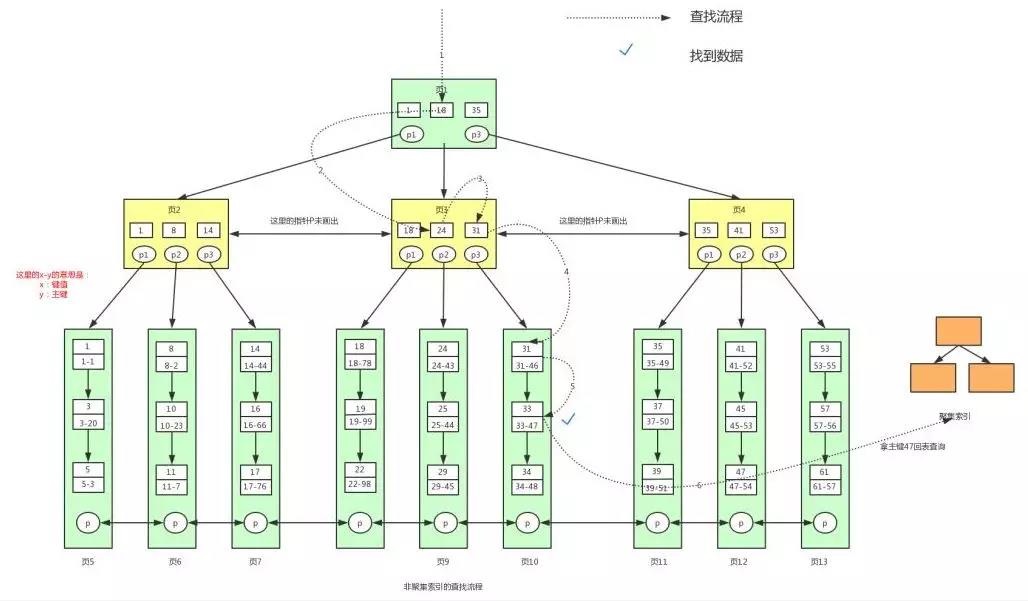 查找流程
找到数据
1
页1
1 18 35
p1 p3
2
3
页2
1 8 14
p1 p2 p3
这里的指针P未画出
页3
18 24 31
p1 p2 p3
这里的指针P未画出
页4
35 41 53
p1 p2 p3
4
这里的x-y的意思是：
x：键值
y：主键
1 8 14 18 24 31 35 41 53
1-1 8-2 14-44 18-78 24-43 31-46 35-49 41-52 53-55
5
3 10 16 19 25 33 37 45 57
3-20 10-23 16-66 19-99 25-44 33-47 37-50 45-53 57-56
聚集索引
拿主键47回表查询
5 11 17 22 29 34 39 47 61
5-3 11-7 17-76 22-98 29-45 34-48 39-51 47-54 61-57
6
p p p p p p p p p
页5 页6 页7 页9 页10 页11 页12 页13
非聚集索引的查找流程